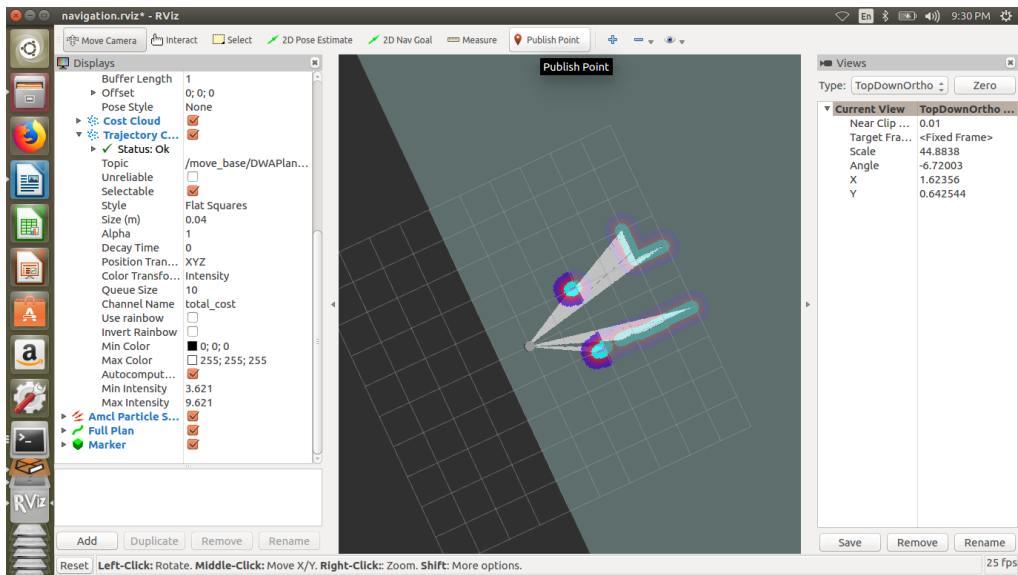 navigation.rviz* - RViz
En 9:30 PM
Move Camera Interact Select 2D Pose Estimate 2D Nav Goal Measure Publish Point
Publish Point
Displays
Buffer Length 1
Offset 0; 0; 0
Pose Style None
Cost Cloud
Trajectory C...
Status: Ok
Topic /move_base/DWAPlan...
Unreliable
Selectable
Style Flat Squares
Size (m) 0.04
Alpha 1
Decay Time 0
Position Tran... XYZ
Color Transfo... Intensity
Queue Size 10
Channel Name total_cost
Use rainbow
Invert Rainbow
Min Color 0; 0; 0
Max Color 255; 255; 255
Autocomput...
Min Intensity 3.621
Max Intensity 9.621
Amcl Particle S...
Full Plan
Marker
Add Duplicate Remove Rename
Views
Type: TopDownOrtho Zero
Current View TopDownOrtho ...
Near Clip ... 0.01
Target Fra... <Fixed Frame>
Scale 44.8838
Angle -6.72003
X 1.62356
Y 0.642544
Save Remove Rename
Reset Left-Click: Rotate. Middle-Click: Move X/Y. Right-Click:: Zoom. Shift: More options. 25 fps
a
RViz